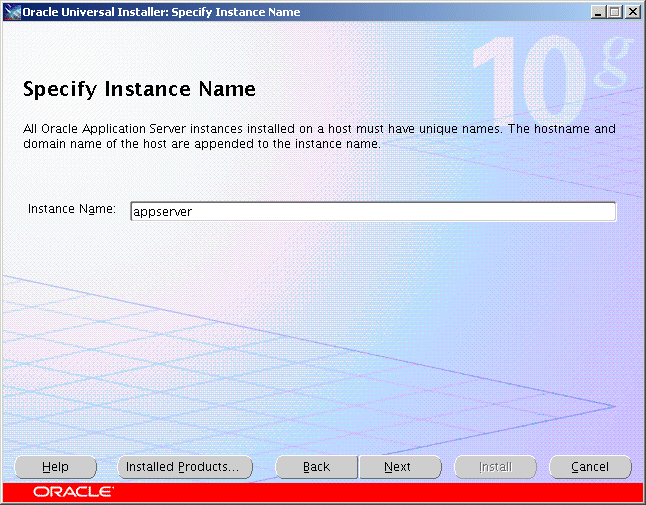 Oracle Universal Installer: Specify Instance Name
10g
Specify Instance Name
All Oracle Application Server instances installed on a host must have unique names. The hostname and
domain name of the host are appended to the instance name.
Instance Name: appserver
Help Installed Products... Back Next Install Cancel
ORACLE